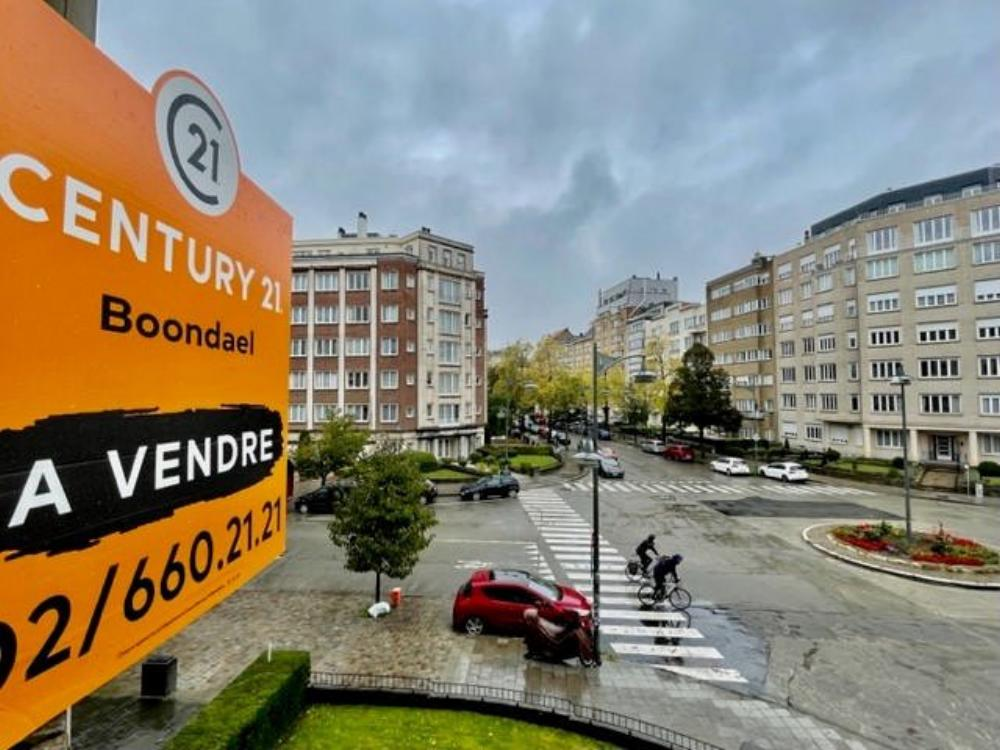 21
CENTURY 21.
Boondael
A VENDRE
02/660.21.21